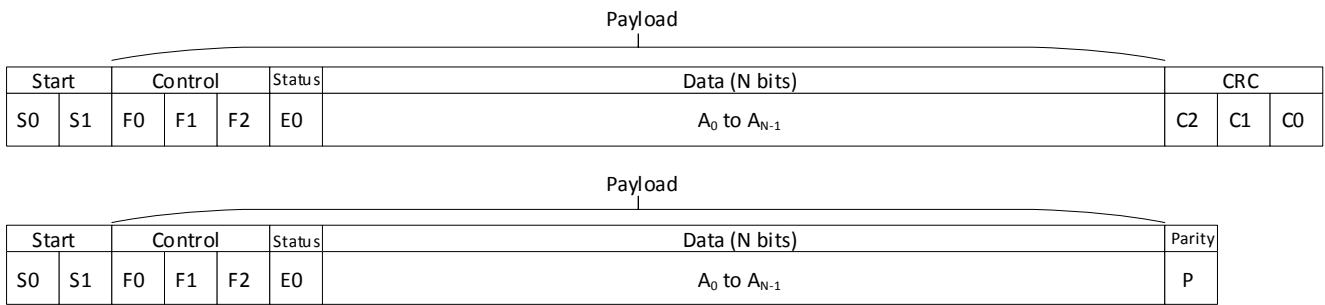 Payload
Start Control Status Data (N bits) CRC
S0 S1 F0 F1 F2 E0 A₀ to Aₙ₋₁ C2 C1 C0
Payload
Start Control Status Data (N bits) Parity
S0 S1 F0 F1 F2 E0 A₀ to Aₙ₋₁ P